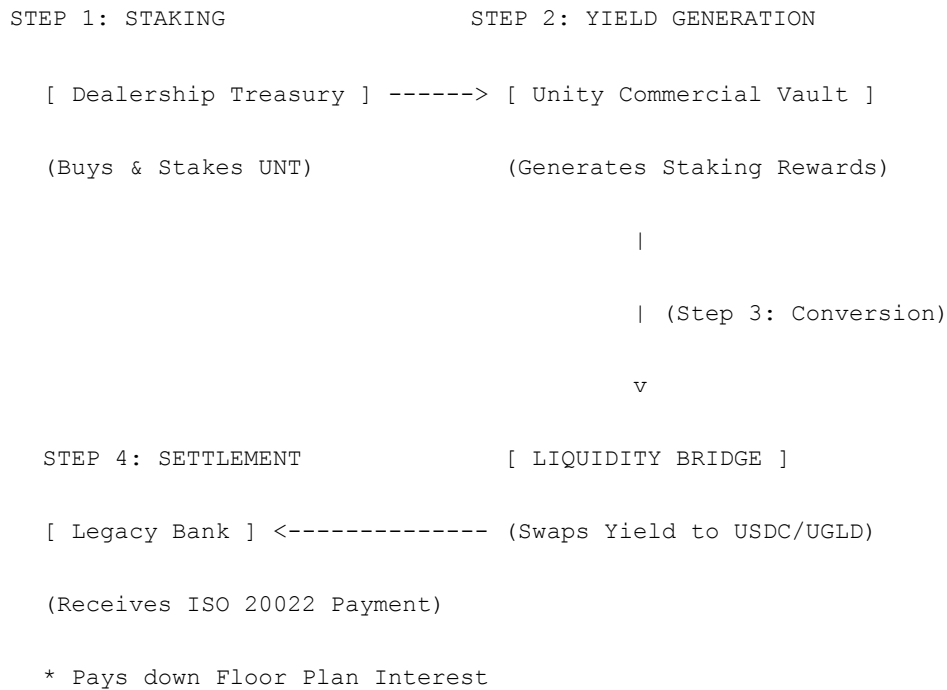 STEP 1: STAKING STEP 2: YIELD GENERATION
[ Dealership Treasury ] ------> [ Unity Commercial Vault ]
(Buys & Stakes UNT) (Generates Staking Rewards)
|
| (Step 3: Conversion)
v
STEP 4: SETTLEMENT [ LIQUIDITY BRIDGE ]
[ Legacy Bank ] <-------------- (Swaps Yield to USDC/UGLD)
(Receives ISO 20022 Payment)
* Pays down Floor Plan Interest